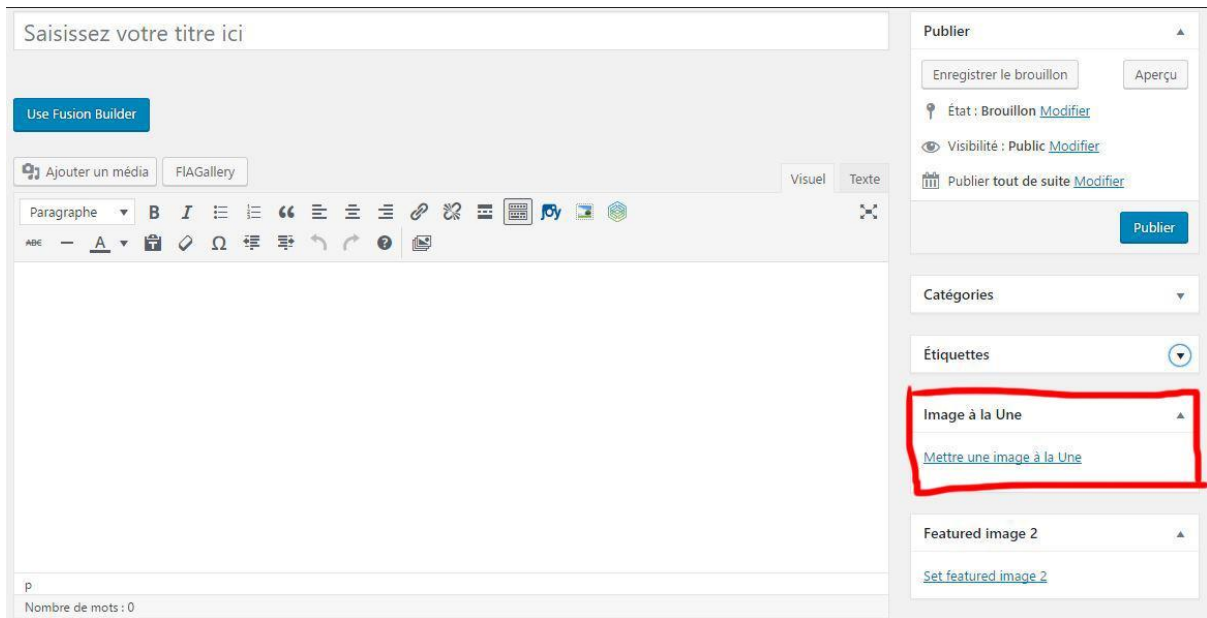 Saisissez votre titre ici
Use Fusion Builder
Ajouter un média
FlAGallery
Visuel
Texte
Paragraphe
B
I
ABE
A
Ω
p
Nombre de mots : 0
Publier
Enregistrer le brouillon
Aperçu
État : Brouillon Modifier
Visibilité : Public Modifier
Publier tout de suite Modifier
Publier
Catégories
Étiquettes
Image à la Une
Mettre une image à la Une
Featured image 2
Set featured image 2